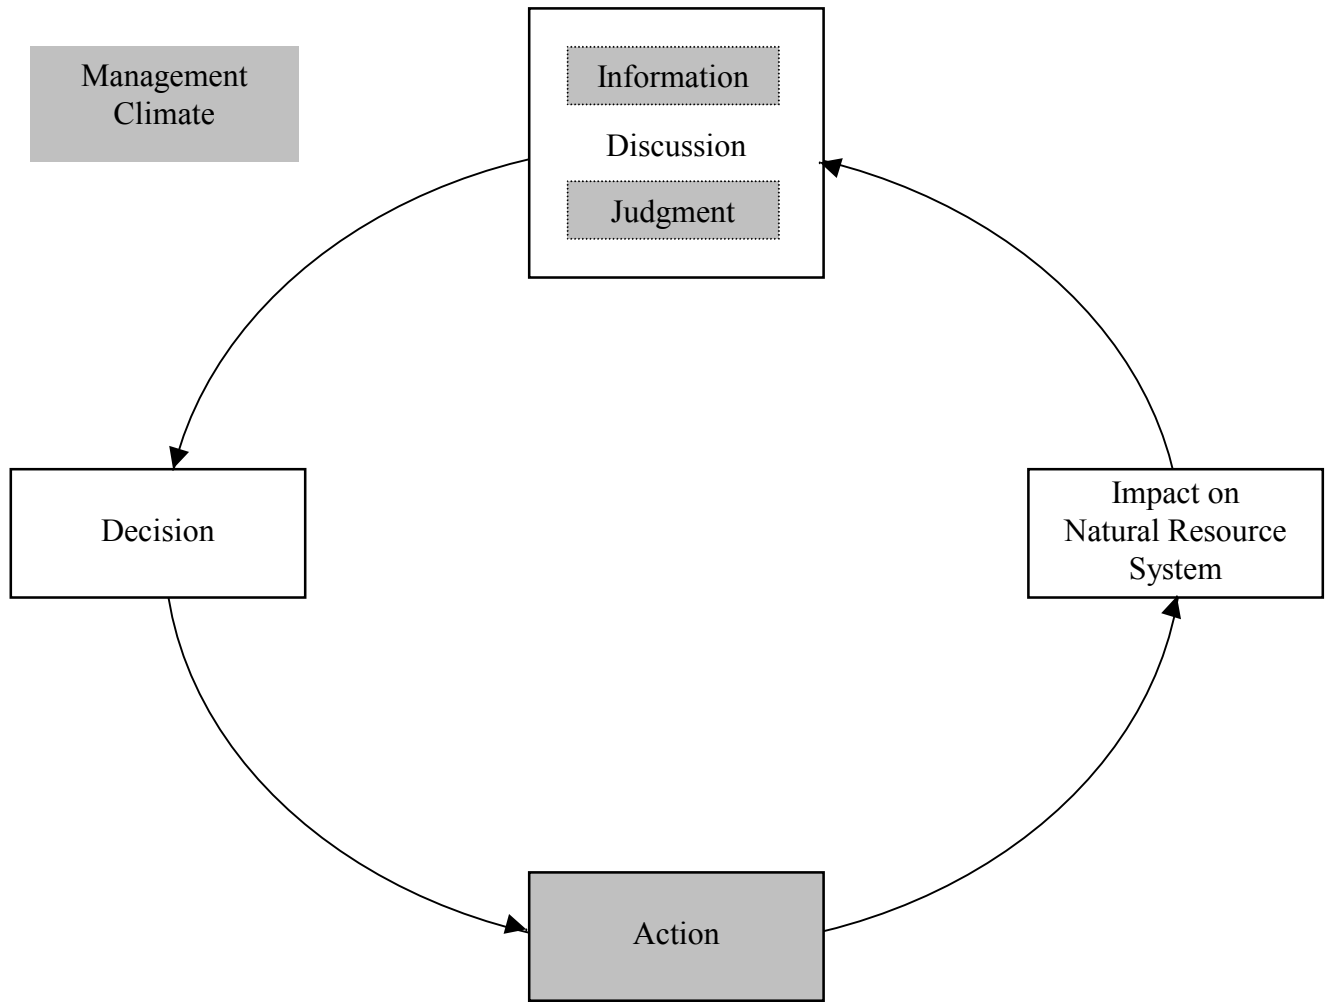 Management
Climate
Information
Discussion
Judgment
Decision
Impact on
Natural Resource
System
Action